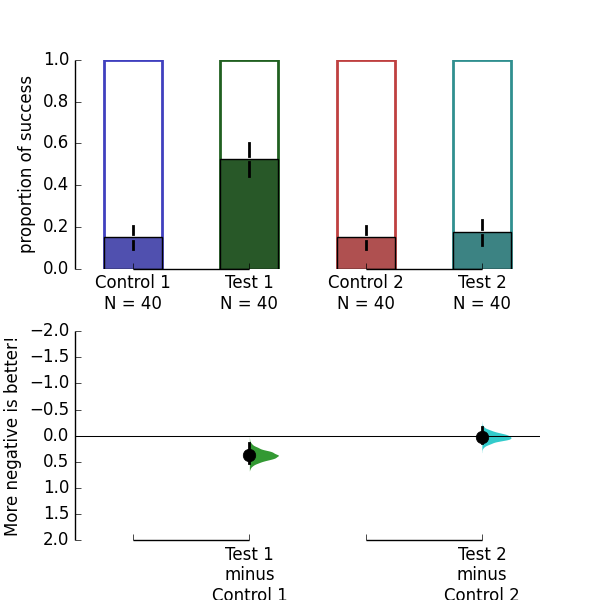 proportion of success
1.0
0.8
0.6
0.4
0.2
0.0
Control 1
N = 40
Test 1
N = 40
Control 2
N = 40
Test 2
N = 40
More negative is better!
−2.0
−1.5
−1.0
−0.5
0.0
0.5
1.0
1.5
2.0
Test 1
minus
Control 1
Test 2
minus
Control 2